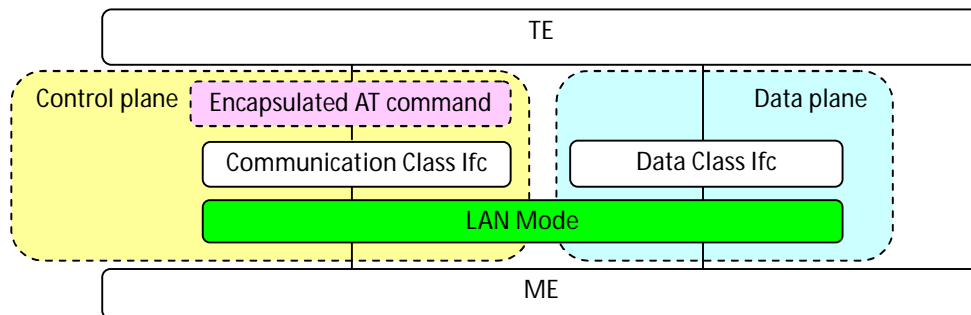 TE
Control plane
Encapsulated AT command
Data plane
Communication Class Ifc
Data Class Ifc
LAN Mode
ME